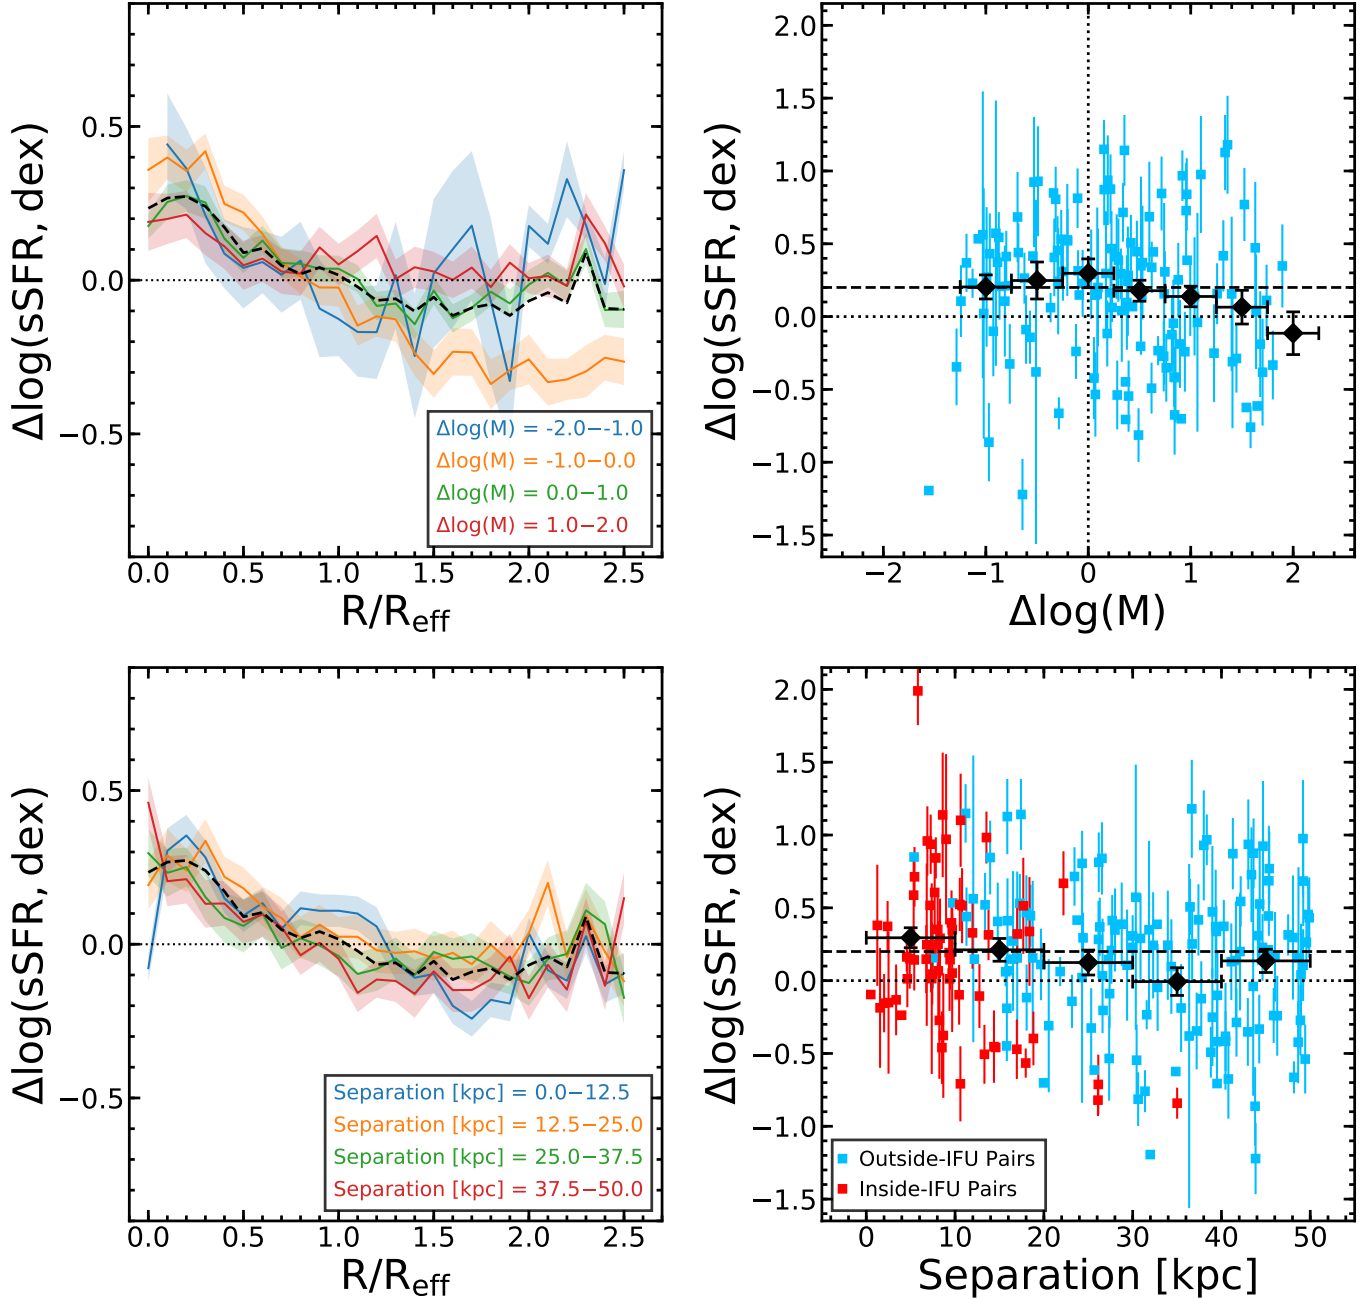 Δlog(sSFR, dex)
0.5
0.0
−0.5
0.0 0.5 1.0 1.5 2.0 2.5
R/Reff
Δlog(M) = -2.0−-1.0
Δlog(M) = -1.0−0.0
Δlog(M) = 0.0−1.0
Δlog(M) = 1.0−2.0
Δlog(sSFR, dex)
2.0
1.5
1.0
0.5
0.0
−0.5
−1.0
−1.5
−2 −1 0 1 2
Δlog(M)
Δlog(sSFR, dex)
0.5
0.0
−0.5
0.0 0.5 1.0 1.5 2.0 2.5
R/Reff
Separation [kpc] = 0.0−12.5
Separation [kpc] = 12.5−25.0
Separation [kpc] = 25.0−37.5
Separation [kpc] = 37.5−50.0
Δlog(sSFR, dex)
2.0
1.5
1.0
0.5
0.0
−0.5
−1.0
−1.5
0 10 20 30 40 50
Separation [kpc]
Outside-IFU Pairs
Inside-IFU Pairs